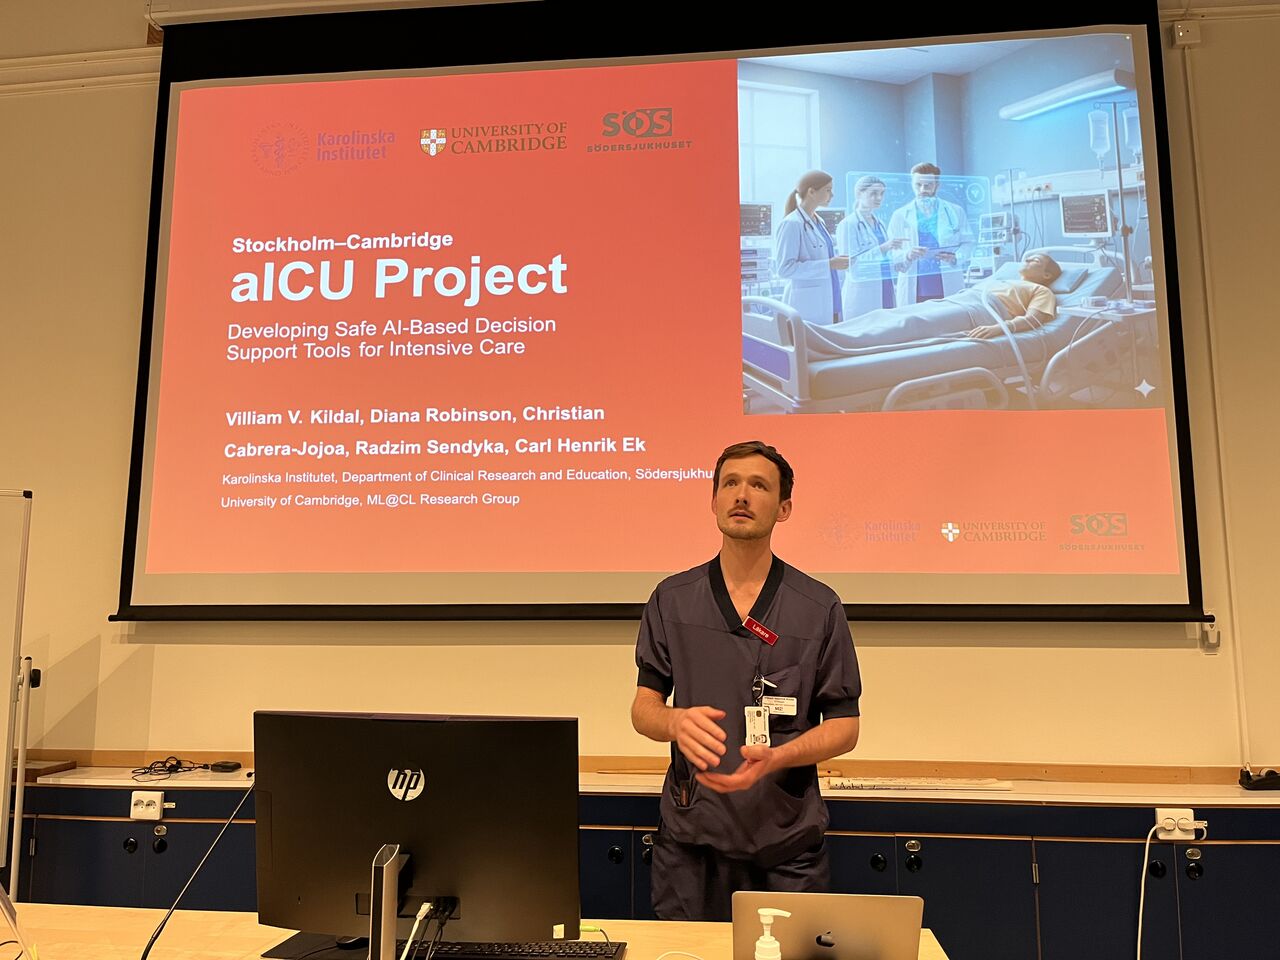 Karolinska
Institutet
UNIVERSITY OF
CAMBRIDGE
SÖS
SÖDERSJUKHUSET
Stockholm–Cambridge
aICU Project
Developing Safe AI-Based Decision
Support Tools for Intensive Care
Villiam V. Kildal, Diana Robinson, Christian
Cabrera-Jojoa, Radzim Sendyka, Carl Henrik Ek
Karolinska Institutet, Department of Clinical Research and Education, Södersjukhu
University of Cambridge, ML@CL Research Group
Karolinska
Institutet
UNIVERSITY OF
CAMBRIDGE
SÖS
SÖDERSJUKHUSET
Läkare
hp